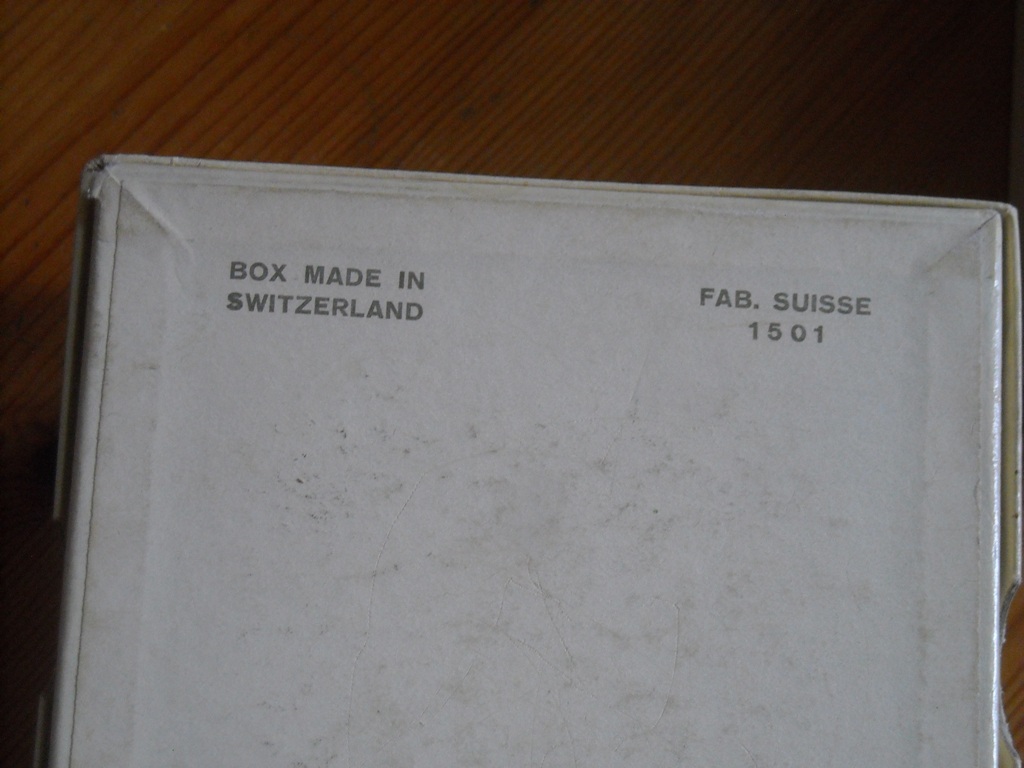 BOX MADE IN
SWITZERLAND
FAB. SUISSE
1501